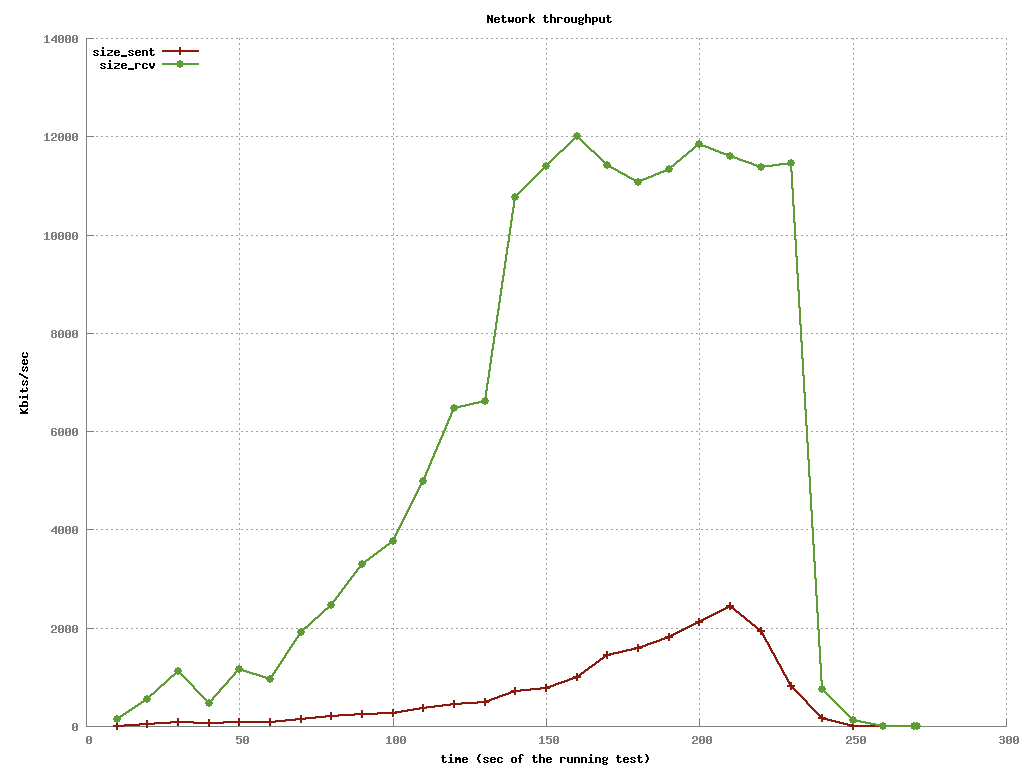 Network throughput
14000
size_sent
size_rcv
12000
10000
8000
Kbits/sec
6000
4000
2000
0
0 50 100 150 200 250 300
time (sec of the running test)